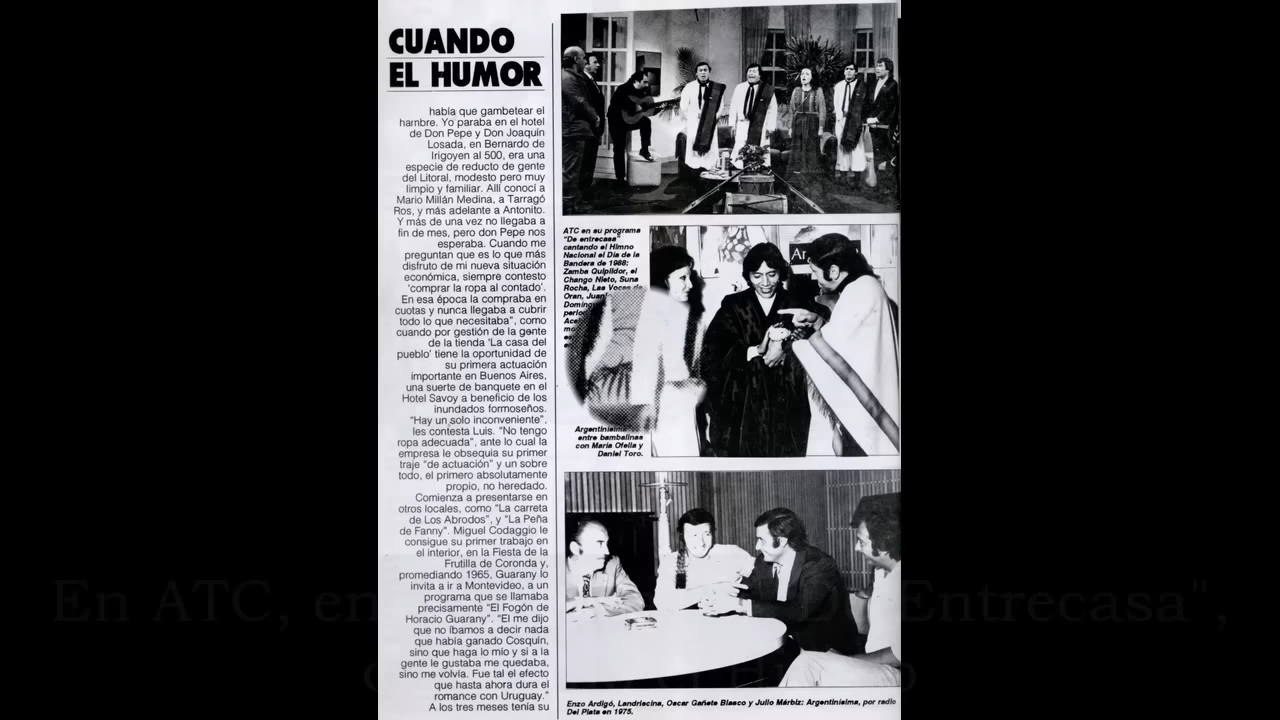 CUANDO
EL HUMOR
había que gambetear el
hambre. Yo paraba en el hotel
de Don Pepe y Don Joaquín
Losada, en Bernardo de
Irigoyen al 500, era una
especie de reducto de gente
del Litoral, modesto pero muy
limpio y familiar. Allí conocí a
Mario Millán Medina, a Tarragó
Ros, y más adelante a Antonito.
Y más de una vez no llegaba a
fin de mes, pero don Pepe nos
esperaba. Cuando me
preguntan que es lo que más
disfruto de mi nueva situación
económica, siempre contesto
'comprar la ropa al contado'.
En esa época la compraba en
cuotas y nunca llegaba a cubrir
todo lo que necesitaba", como
cuando por gestión de la gente
de la tienda 'La casa del
pueblo' tiene la oportunidad de
su primera actuación
importante en Buenos Aires,
una suerte de banquete en el
Hotel Savoy a beneficio de los
inundados formoseños.
"Hay un solo inconveniente",
les contesta Luis. "No tengo
ropa adecuada", ante lo cual la
empresa le obsequia su primer
traje "de actuación" y un sobre
todo, el primero absolutamente
propio, no heredado.
Comienza a presentarse en
otros locales, como "La carreta
de Los Abrodos", y "La Peña
de Fanny". Miguel Codaggio le
consigue su primer trabajo en
el interior, en la Fiesta de la
Frutilla de Coronda y,
promediando 1965, Guarany lo
invita a ir a Montevideo, a un
programa que se llamaba
precisamente "El Fogón de
Horacio Guarany". "El me dijo
que no íbamos a decir nada
que había ganado Cosquín,
sino que haga lo mío y si a la
gente le gustaba me quedaba,
sino me volvia. Fue tal el efecto
que hasta ahora dura el
romance con Uruguay."
A los tres meses tenía su
ATC en su programa
"De entrecasa"
cantando el Himno
Nacional el Día de la
Bandera de 1988:
Zamba Quipildor, el
Chango Nieto, Suna
Rocha, Las Voces de
Oran,
Ar
entre bambalinas
con María Ofelia y
Daniel Toro.
Enzo Ardigó, Landriscina, Oscar Gañete Blasco y Julio Márbiz: Argentinísima, por radio
Del Plata en 1975.
En ATC, en Entrecasa",